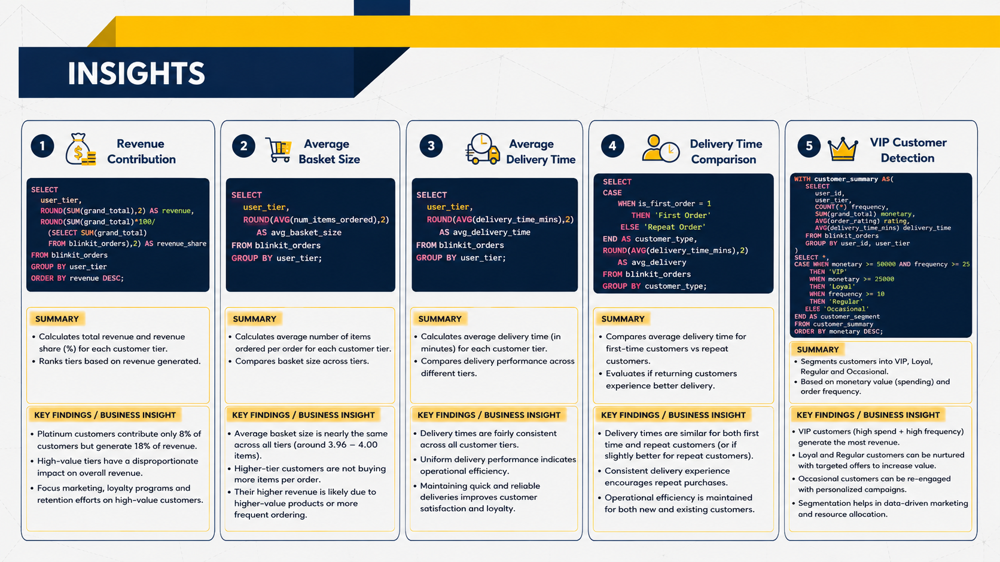 INSIGHTS
1
Revenue
Contribution
SELECT
user_tier,
ROUND(SUM(grand_total),2) AS revenue,
ROUND(SUM(grand_total)*100/
(SELECT SUM(grand_total)
FROM blinkit_orders),2) AS revenue_share
FROM blinkit_orders
GROUP BY user_tier
ORDER BY revenue DESC;
SUMMARY
• Calculates total revenue and revenue
share (%) for each customer tier.
• Ranks tiers based on revenue generated.
KEY FINDINGS / BUSINESS INSIGHT
• Platinum customers contribute only 8% of
customers but generate 18% of revenue.
• High-value tiers have a disproportionate
impact on overall revenue.
• Focus marketing, loyalty programs and
retention efforts on high-value customers.
2
Average
Basket Size
SELECT
user_tier,
ROUND(AVG(num_items_ordered),2)
AS avg_basket_size
FROM blinkit_orders
GROUP BY user_tier;
SUMMARY
• Calculates average number of items
ordered per order for each customer tier.
• Compares basket size across tiers.
KEY FINDINGS / BUSINESS INSIGHT
• Average basket size is nearly the same
across all tiers (around 3.96 – 4.00
items).
• Higher-tier customers are not buying
more items per order.
• Their higher revenue is likely due to
higher-value products or more
frequent ordering.
3
Average
Delivery Time
SELECT
user_tier,
ROUND(AVG(delivery_time_mins),2)
AS avg_delivery_time
FROM blinkit_orders
GROUP BY user_tier;
SUMMARY
• Calculates average delivery time (in
minutes) for each customer tier.
• Compares delivery performance across
different tiers.
KEY FINDINGS / BUSINESS INSIGHT
• Delivery times are fairly consistent
across all customer tiers.
• Uniform delivery performance indicates
operational efficiency.
• Maintaining quick and reliable
deliveries improves customer
satisfaction and loyalty.
4
Delivery Time
Comparison
SELECT
CASE
WHEN is_first_order = 1
THEN 'First Order'
ELSE 'Repeat Order'
END AS customer_type,
ROUND(AVG(delivery_time_mins),2)
AS avg_delivery
FROM blinkit_orders
GROUP BY customer_type;
SUMMARY
• Compares average delivery time for
first-time customers vs repeat
customers.
• Evaluates if returning customers
experience better delivery.
KEY FINDINGS / BUSINESS INSIGHT
• Delivery times are similar for both first
time and repeat customers (or if
slightly better for repeat customers).
• Consistent delivery experience
encourages repeat purchases.
• Operational efficiency is maintained
for both new and existing customers.
5
VIP Customer
Detection
WITH customer_summary AS(
SELECT
user_id,
user_tier,
COUNT(*) frequency,
SUM(grand_total) monetary,
AVG(order_rating) rating,
AVG(delivery_time_mins) delivery_time
FROM blinkit_orders
GROUP BY user_id, user_tier
)
SELECT *,
CASE WHEN monetary >= 50000 AND frequency >= 25
THEN 'VIP'
WHEN monetary >= 25000
THEN 'Loyal'
WHEN frequency >= 10
THEN 'Regular'
ELSE 'Occasional'
END AS customer_segment
FROM customer_summary
ORDER BY monetary DESC;
SUMMARY
• Segments customers into VIP, Loyal,
Regular and Occasional.
• Based on monetary value (spending) and
order frequency.
KEY FINDINGS / BUSINESS INSIGHT
• VIP customers (high spend + high frequency)
generate the most revenue.
• Loyal and Regular customers can be nurtured
with targeted offers to increase value.
• Occasional customers can be re-engaged
with personalized campaigns.
• Segmentation helps in data-driven marketing
and resource allocation.